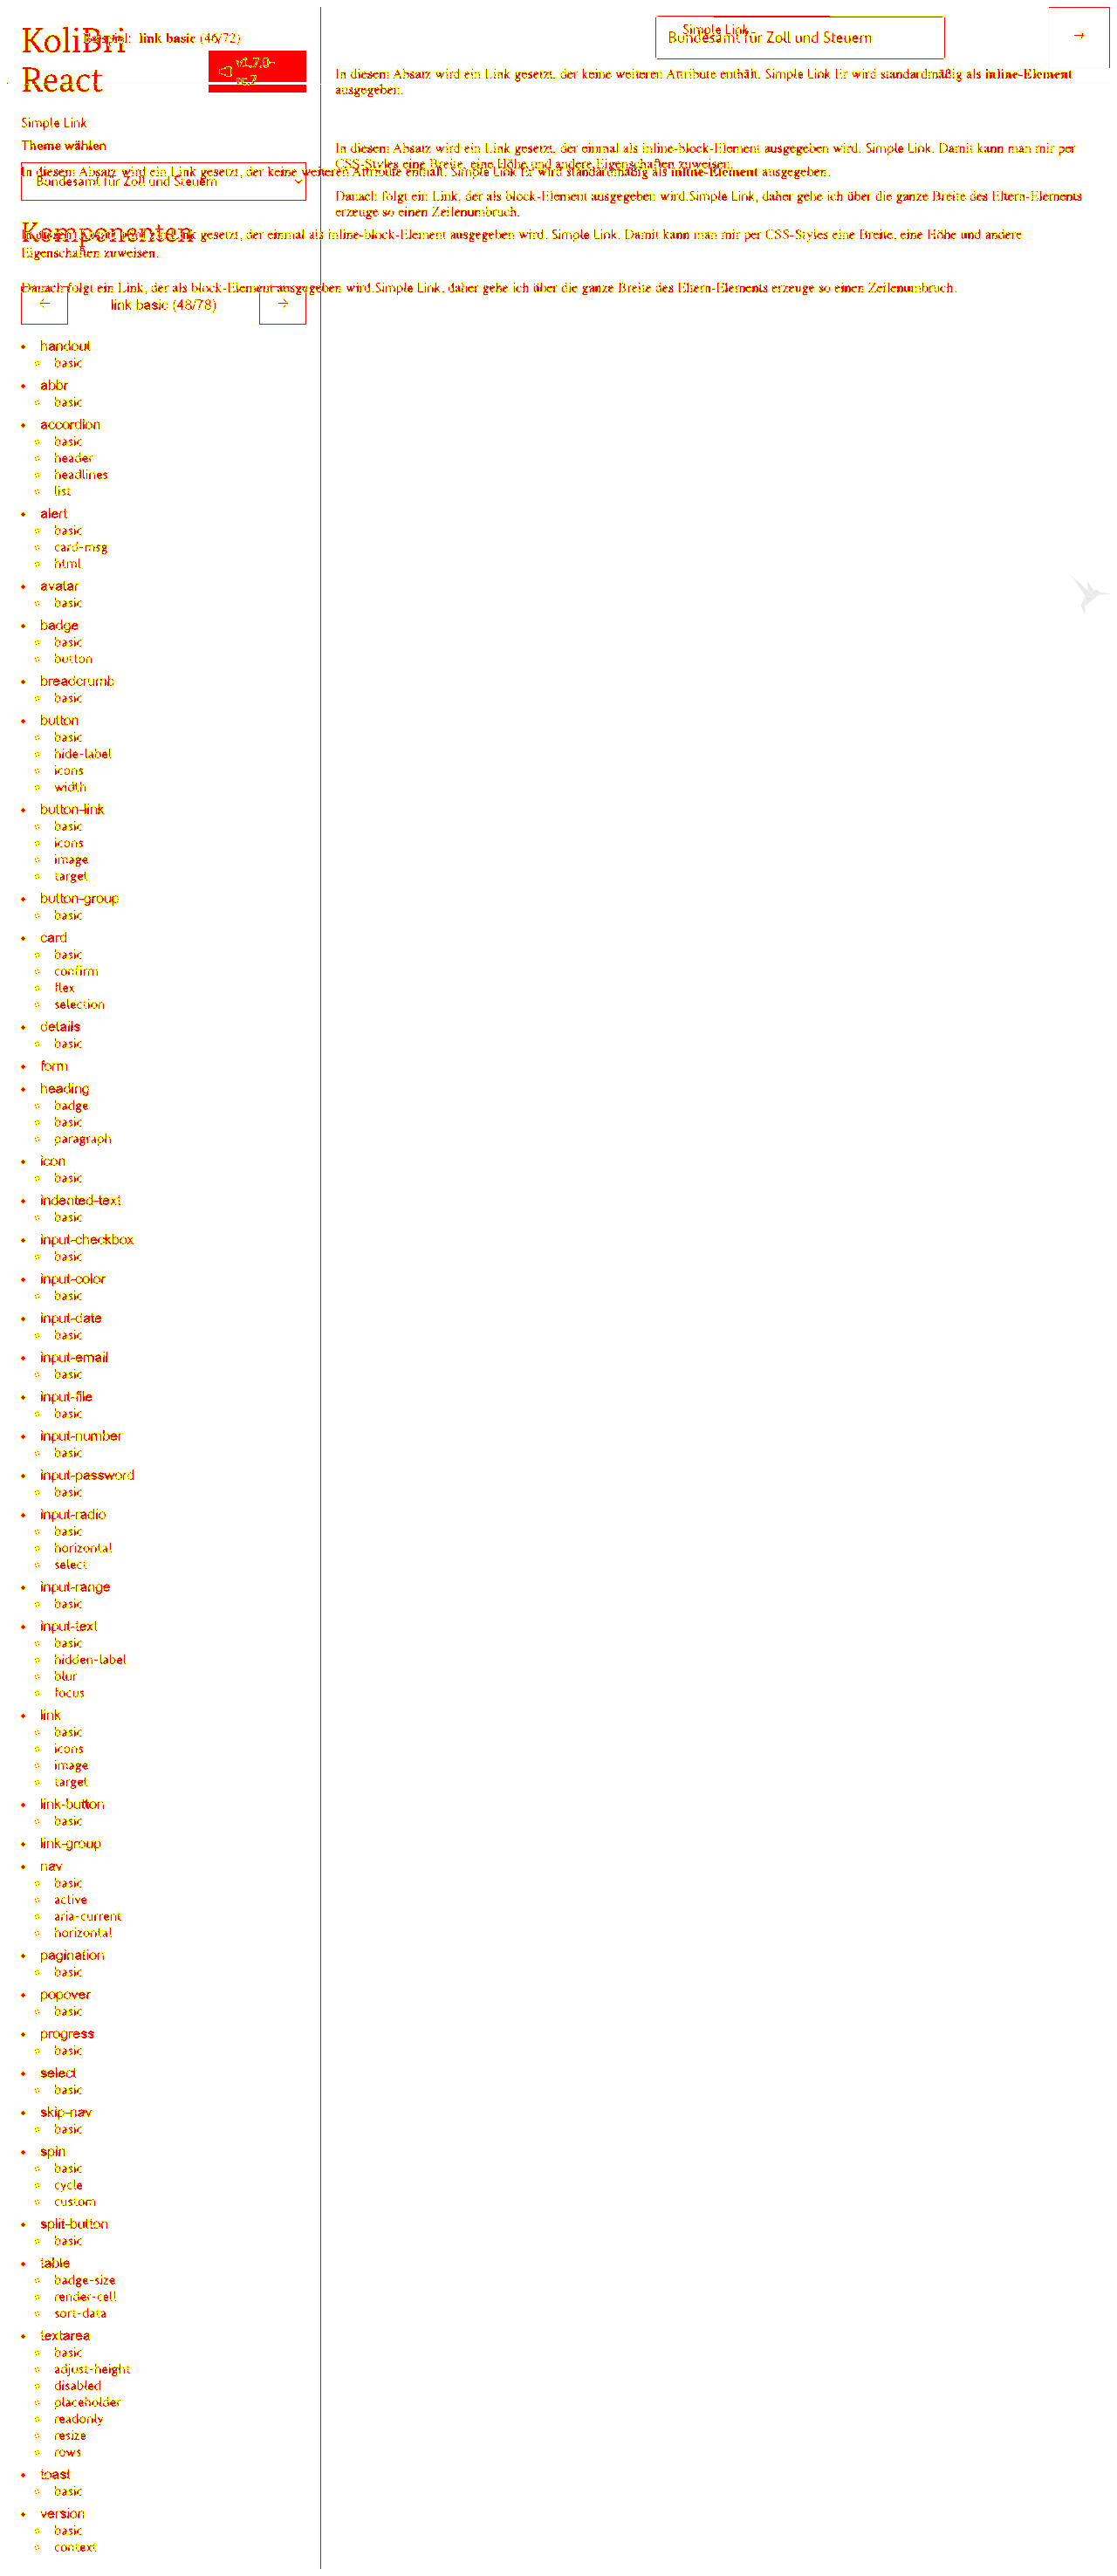 KoliBri
Beispiel: link basic (46/72)
React
v1.7.0-
rc.2
Simple Link
Bundesamt für Zoll und Steuern
→
In diesem Absatz wird ein Link gesetzt, der keine weiteren Attribute enthält. Simple Link Er wird standardmäßig als inline-Element
ausgegeben.
Simple Link
Theme wählen
In diesem Absatz wird ein Link gesetzt, der einmal als inline-block-Element ausgegeben wird. Simple Link. Damit kann man mir per
CSS-Styles eine Breite, eine Höhe und andere Eigenschaften zuweisen.
In diesem Absatz wird ein Link gesetzt, der keine weiteren Attribute enthält. Simple Link Er wird standardmäßig als inline-Element ausgegeben.
Bundesamt für Zoll und Steuern
Danach folgt ein Link, der als block-Element ausgegeben wird.Simple Link, daher gehe ich über die ganze Breite des Eltern-Elements
erzeuge so einen Zeilenumbruch.
Komponenten
In diesem Absatz wird ein Link gesetzt, der einmal als inline-block-Element ausgegeben wird. Simple Link. Damit kann man mir per CSS-Styles eine Breite, eine Höhe und andere
Eigenschaften zuweisen.
Danach folgt ein Link, der als block-Element ausgegeben wird.Simple Link, daher gehe ich über die ganze Breite des Eltern-Elements erzeuge so einen Zeilenumbruch.
← link basic (48/78) →
handout
basic
abbr
basic
accordion
basic
header
headlines
list
alert
basic
card-msg
html
avatar
basic
badge
basic
button
breadcrumb
basic
button
basic
hide-label
icons
width
button-link
basic
icons
image
target
button-group
basic
card
basic
confirm
flex
selection
details
basic
form
heading
badge
basic
paragraph
icon
basic
indented-text
basic
input-checkbox
basic
input-color
basic
input-date
basic
input-email
basic
input-file
basic
input-number
basic
input-password
basic
input-radio
basic
horizontal
select
input-range
basic
input-text
basic
hidden-label
blur
focus
link
basic
icons
image
target
link-button
basic
link-group
nav
basic
active
aria-current
horizontal
pagination
basic
popover
basic
progress
basic
select
basic
skip-nav
basic
spin
basic
cycle
custom
split-button
basic
table
badge-size
render-cell
sort-data
textarea
basic
adjust-height
disabled
placeholder
readonly
resize
rows
toast
basic
version
basic
context